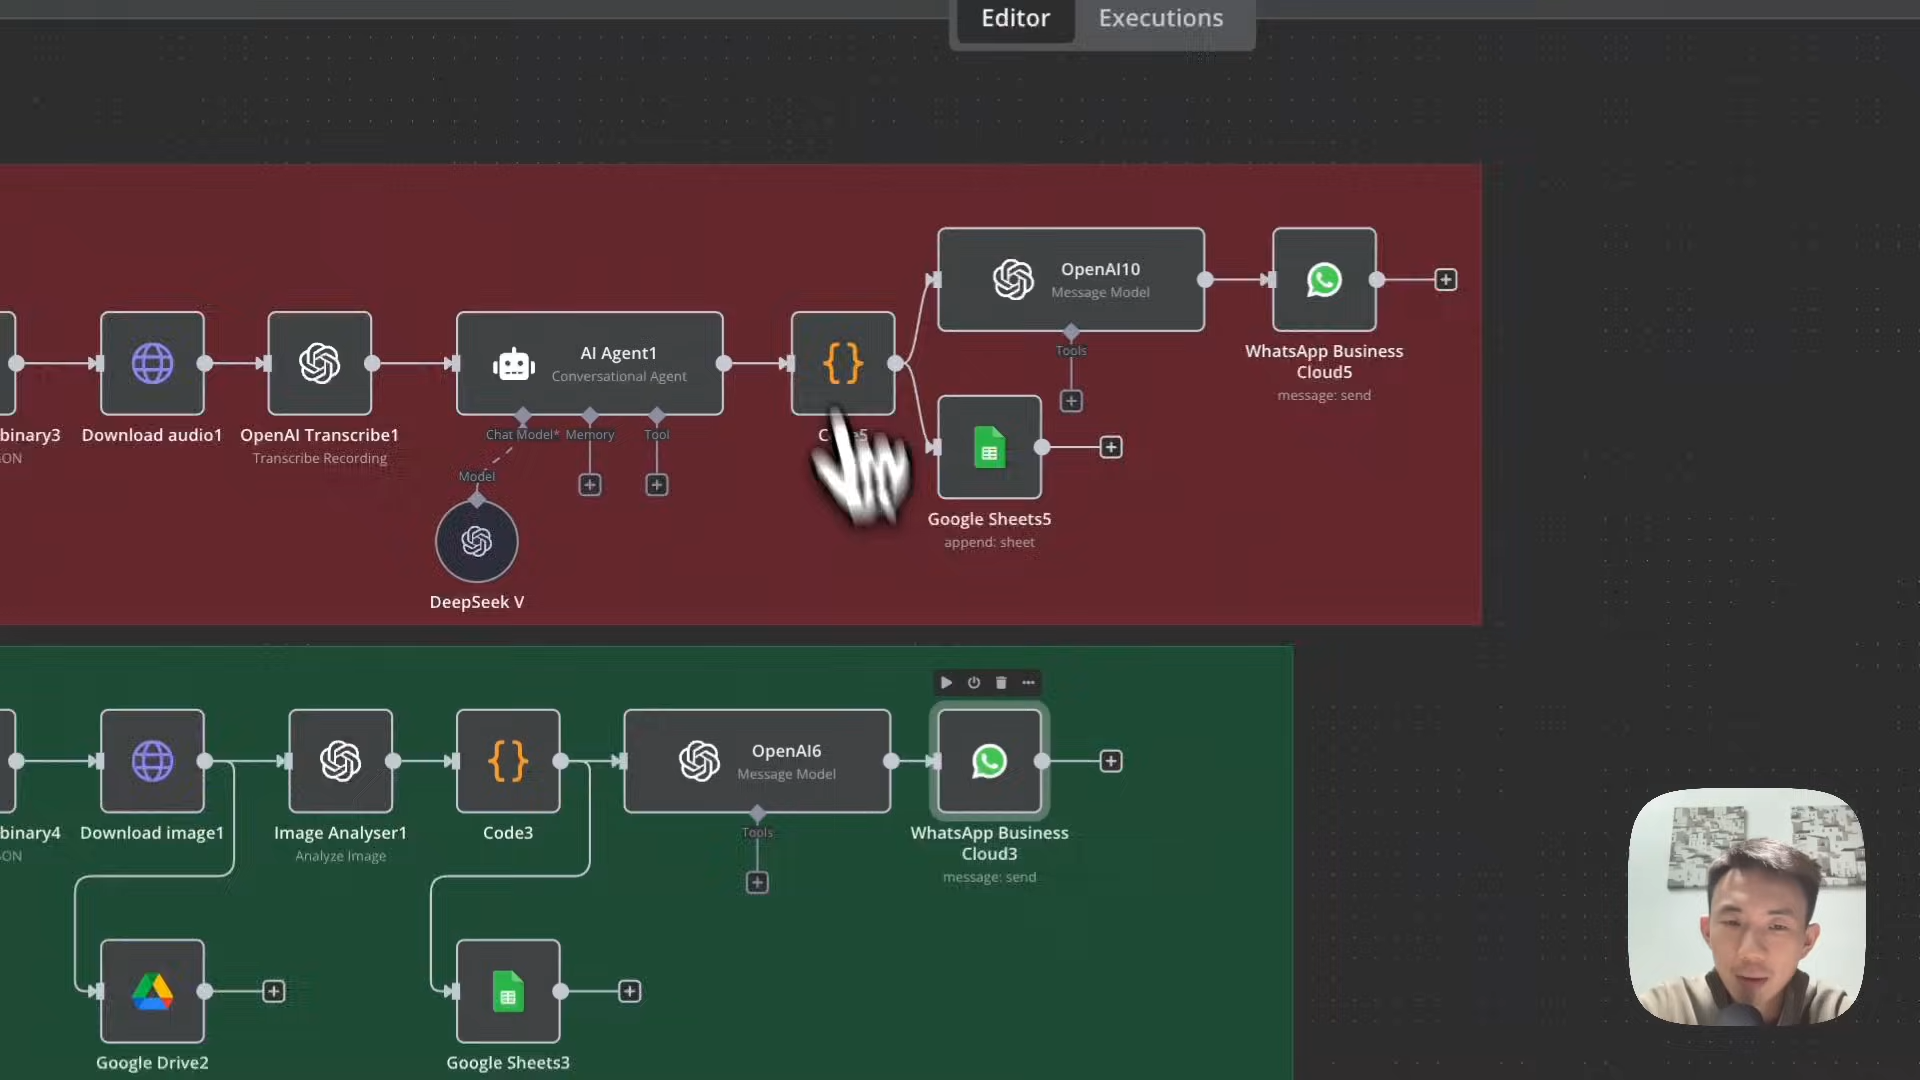 Editor Executions
OpenAI10
Message Model
Tools
AI Agent1
Conversational Agent
WhatsApp Business
Cloud5
message: send
binary3
ON
Download audio1
OpenAI Transcribe1
Transcribe Recording
Chat Model* Memory Tool
Model
DeepSeek V
Google Sheets5
append: sheet
OpenAI6
Message Model
Tools
binary4
ON
Download image1
Image Analyser1
Analyze Image
Code3
WhatsApp Business
Cloud3
message: send
Google Drive2
Google Sheets3